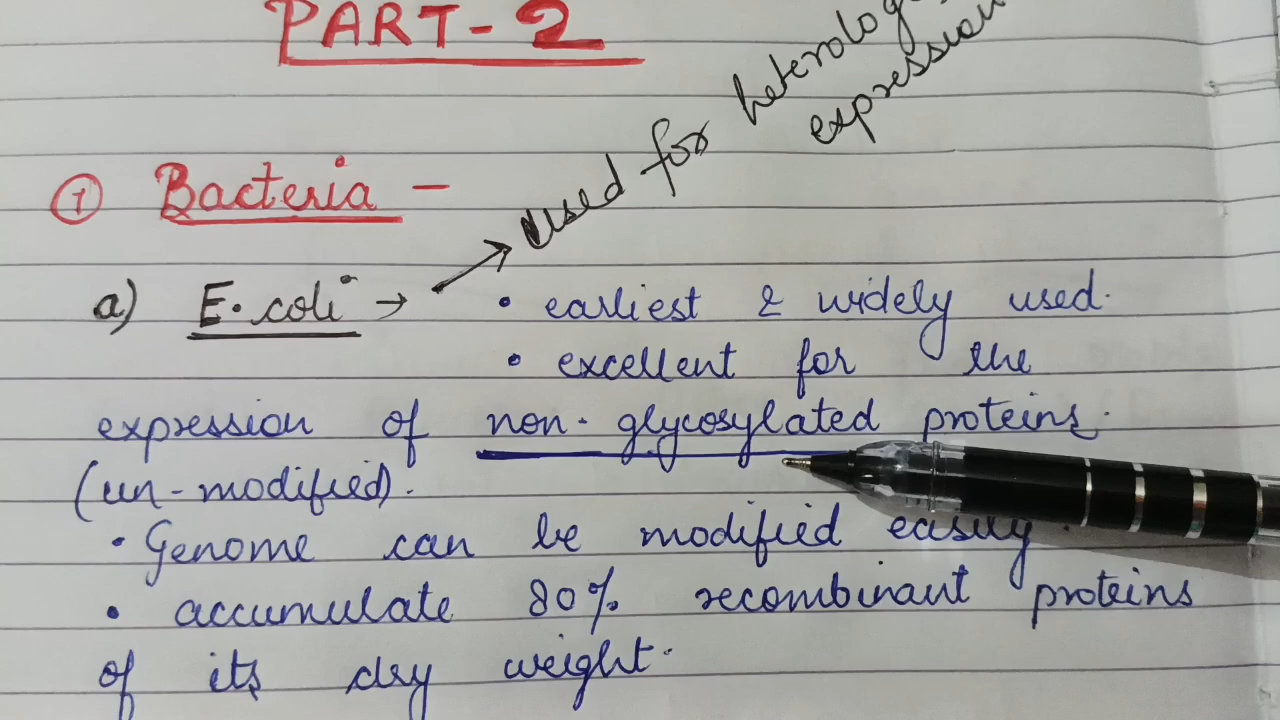 PART-2
used for
expression
① Bacteria -
a) E. coli → • earliest & widely used.
• excellent for the
expression of non-glycosylated proteins.
(un-modified).
• Genome can be modified easily.
• accumulate 80% recombinant proteins
of its dry weight.